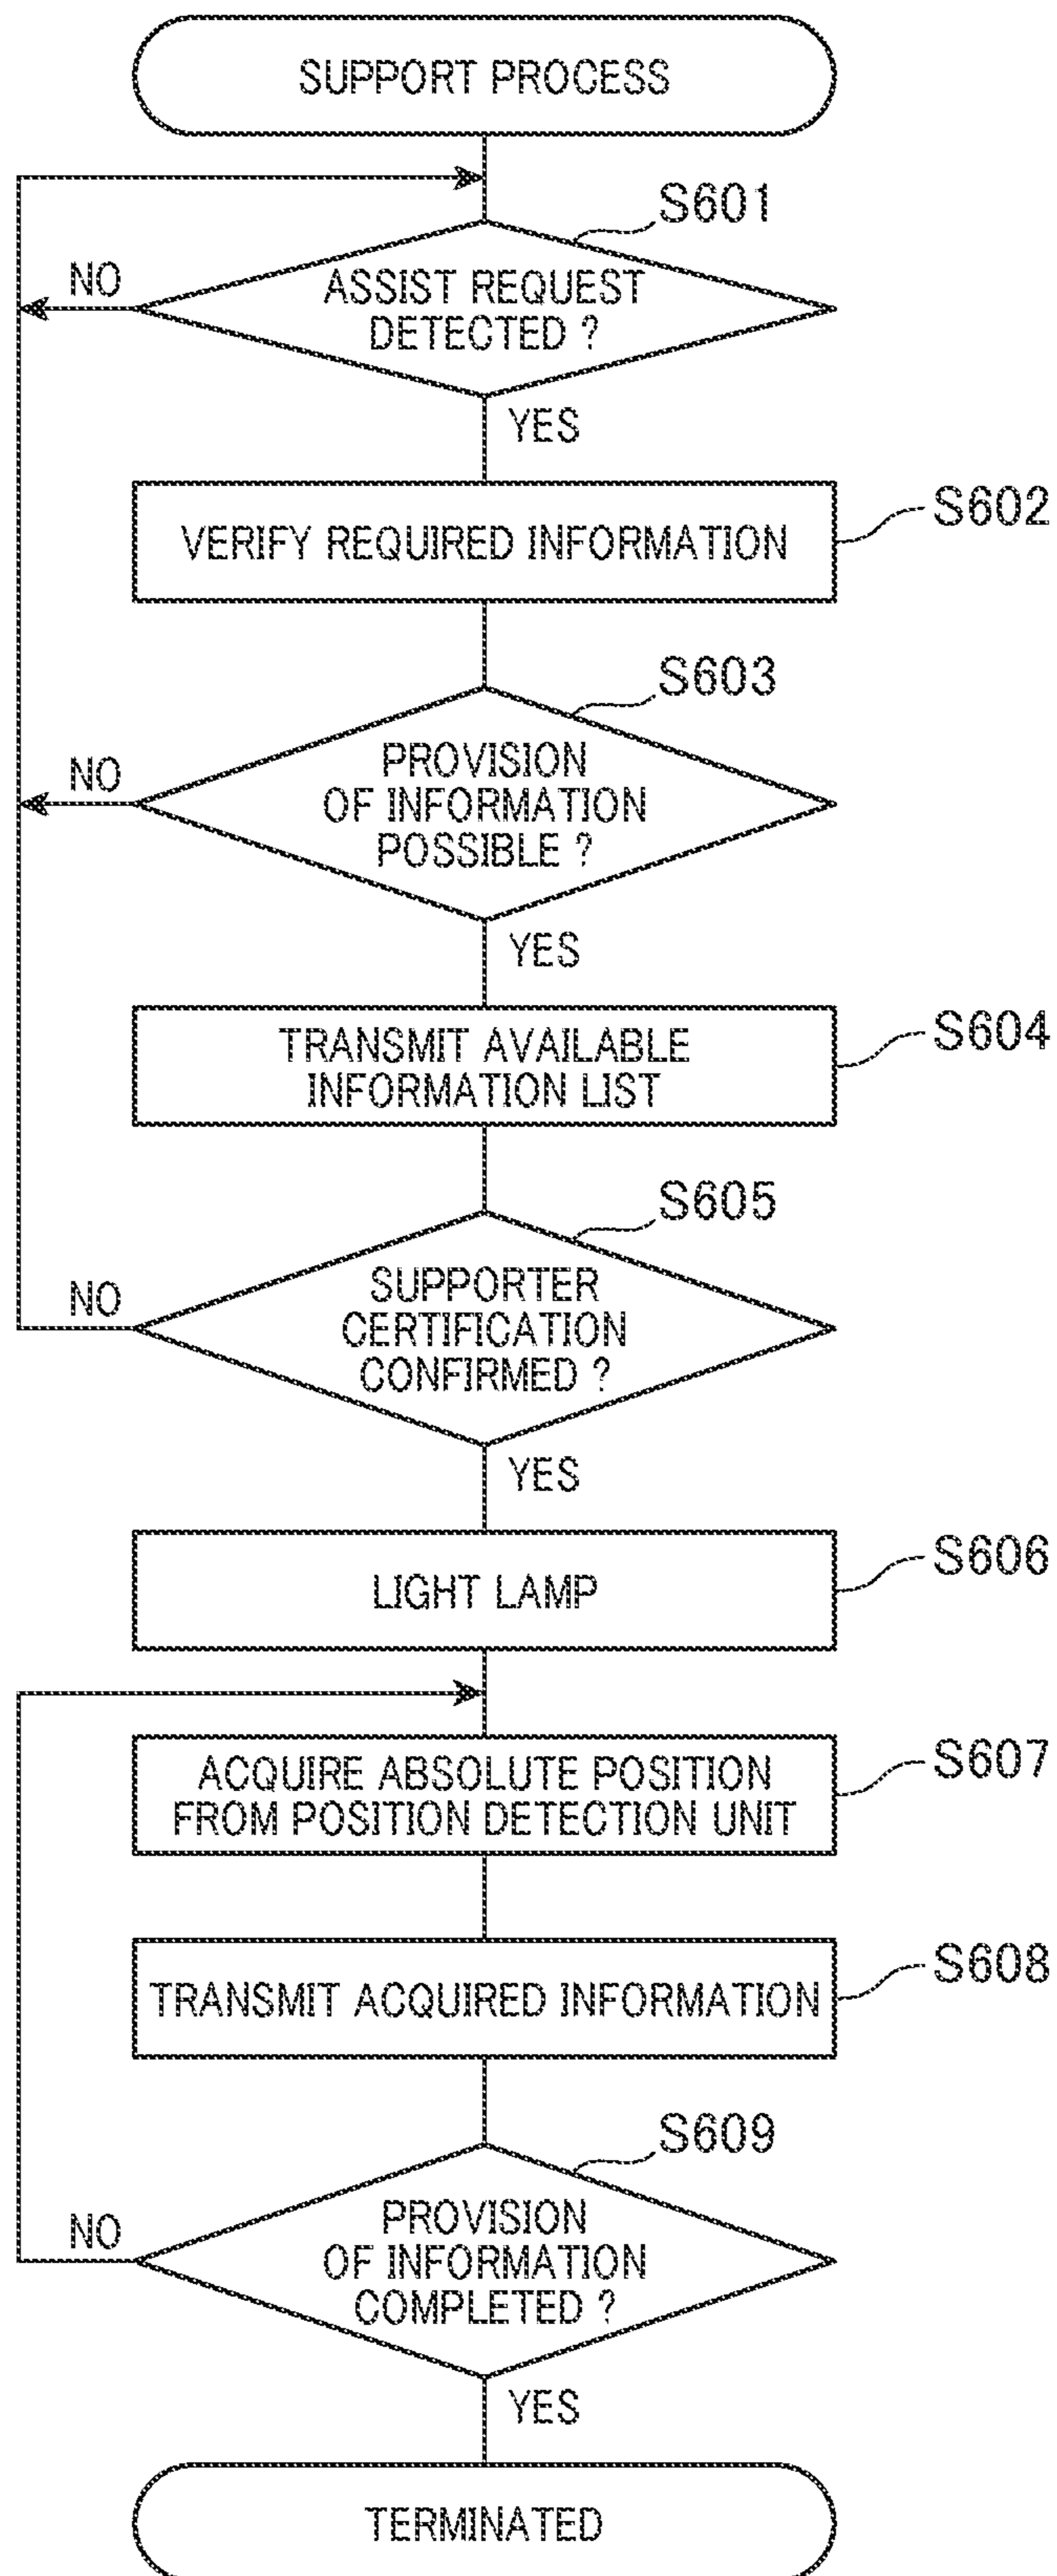 SUPPORT PROCESS
S601
NO
ASSIST REQUEST
DETECTED ?
YES
S602
VERIFY REQUIRED INFORMATION
S603
NO
PROVISION
OF INFORMATION
POSSIBLE ?
YES
S604
TRANSMIT AVAILABLE
INFORMATION LIST
S605
NO
SUPPORTER
CERTIFICATION
CONFIRMED ?
YES
S606
LIGHT LAMP
S607
ACQUIRE ABSOLUTE POSITION
FROM POSITION DETECTION UNIT
S608
TRANSMIT ACQUIRED INFORMATION
S609
NO
PROVISION
OF INFORMATION
COMPLETED ?
YES
TERMINATED